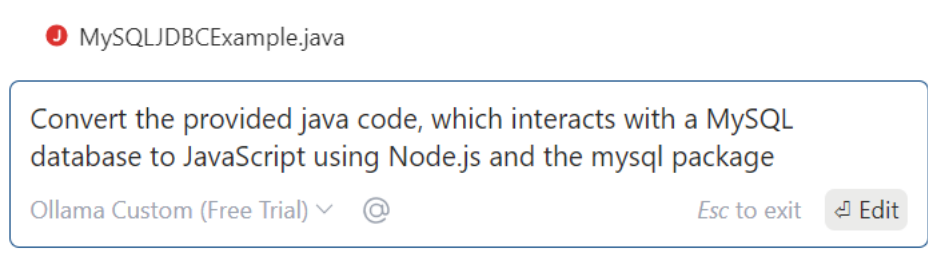 J MySQLJDBCExample.java
Convert the provided java code, which interacts with a MySQL
database to JavaScript using Node.js and the mysql package
Ollama Custom (Free Trial) @ Esc to exit ⏎ Edit